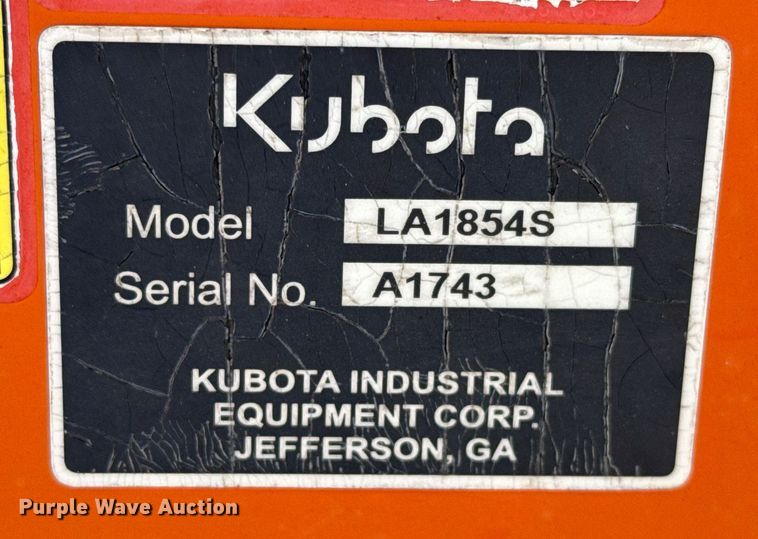 Kubota
Model LA1854S
Serial No. A1743
KUBOTA INDUSTRIAL
EQUIPMENT CORP.
JEFFERSON, GA
Purple Wave Auction